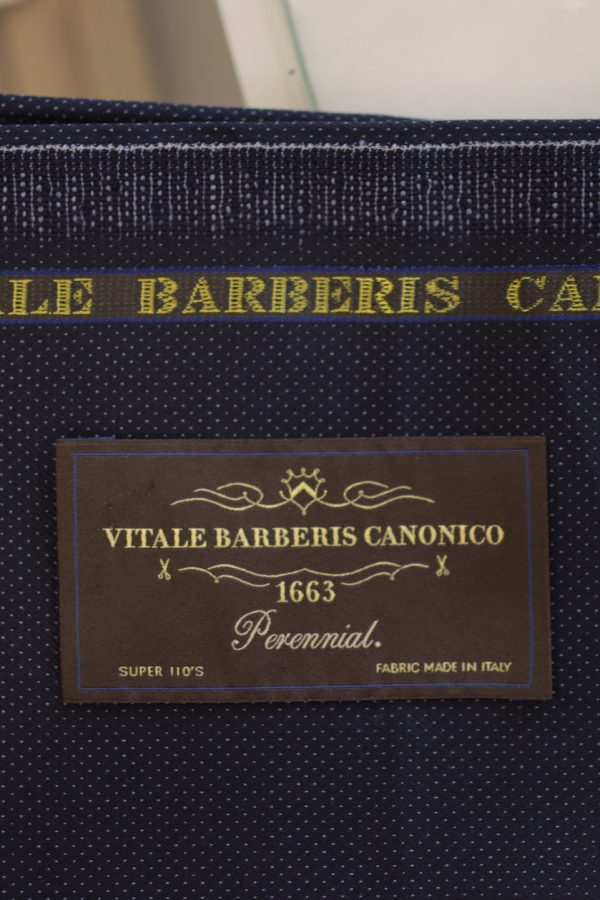 ALE BARBERIS CA
VITALE BARBERIS CANONICO
1663
Perennial.
SUPER 110'S
FABRIC MADE IN ITALY